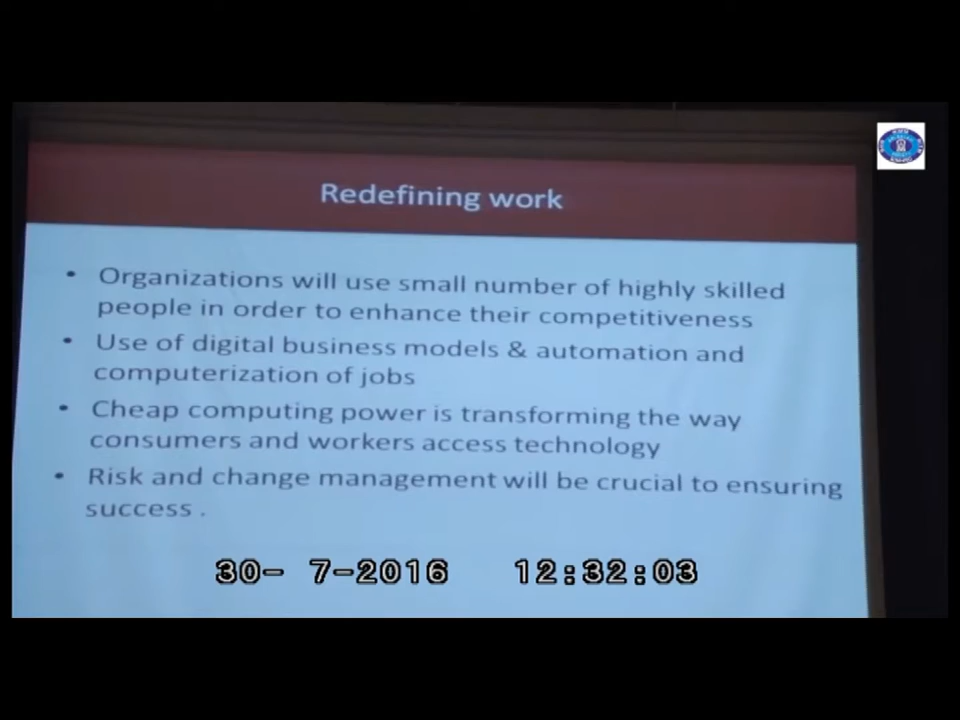 Redefining work
• Organizations will use small number of highly skilled
people in order to enhance their competitiveness
• Use of digital business models & automation and
computerization of jobs
• Cheap computing power is transforming the way
consumers and workers access technology
• Risk and change management will be crucial to ensuring
success .
30- 7-2016 12:32:03